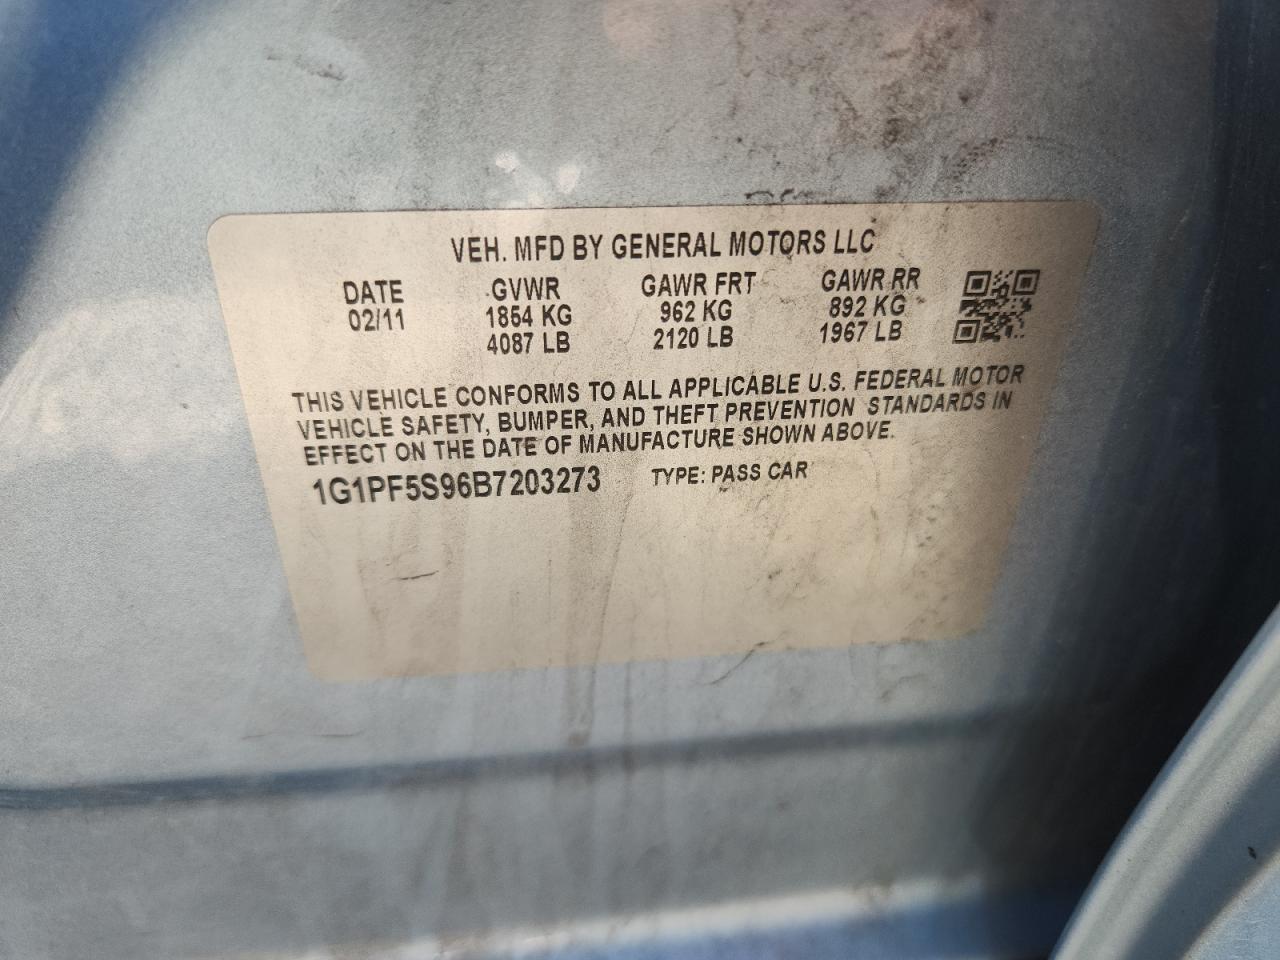 VEH. MFD BY GENERAL MOTORS LLC
DATE GVWR GAWR FRT GAWR RR
02/11 1854 KG 962 KG 892 KG
4087 LB 2120 LB 1967 LB
THIS VEHICLE CONFORMS TO ALL APPLICABLE U.S. FEDERAL MOTOR
VEHICLE SAFETY, BUMPER, AND THEFT PREVENTION STANDARDS IN
EFFECT ON THE DATE OF MANUFACTURE SHOWN ABOVE.
1G1PF5S96B7203273 TYPE: PASS CAR